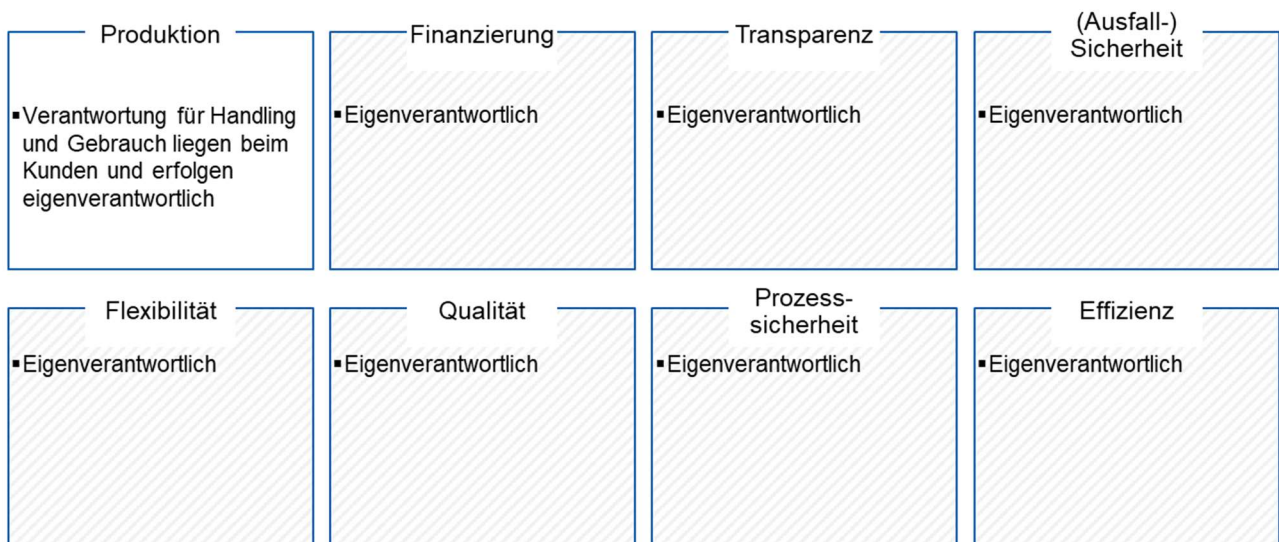 Produktion
▪Verantwortung für Handling
und Gebrauch liegen beim
Kunden und erfolgen
eigenverantwortlich
Finanzierung
▪Eigenverantwortlich
Transparenz
▪Eigenverantwortlich
(Ausfall-)
Sicherheit
▪Eigenverantwortlich
Flexibilität
▪Eigenverantwortlich
Qualität
▪Eigenverantwortlich
Prozess-
sicherheit
▪Eigenverantwortlich
Effizienz
▪Eigenverantwortlich